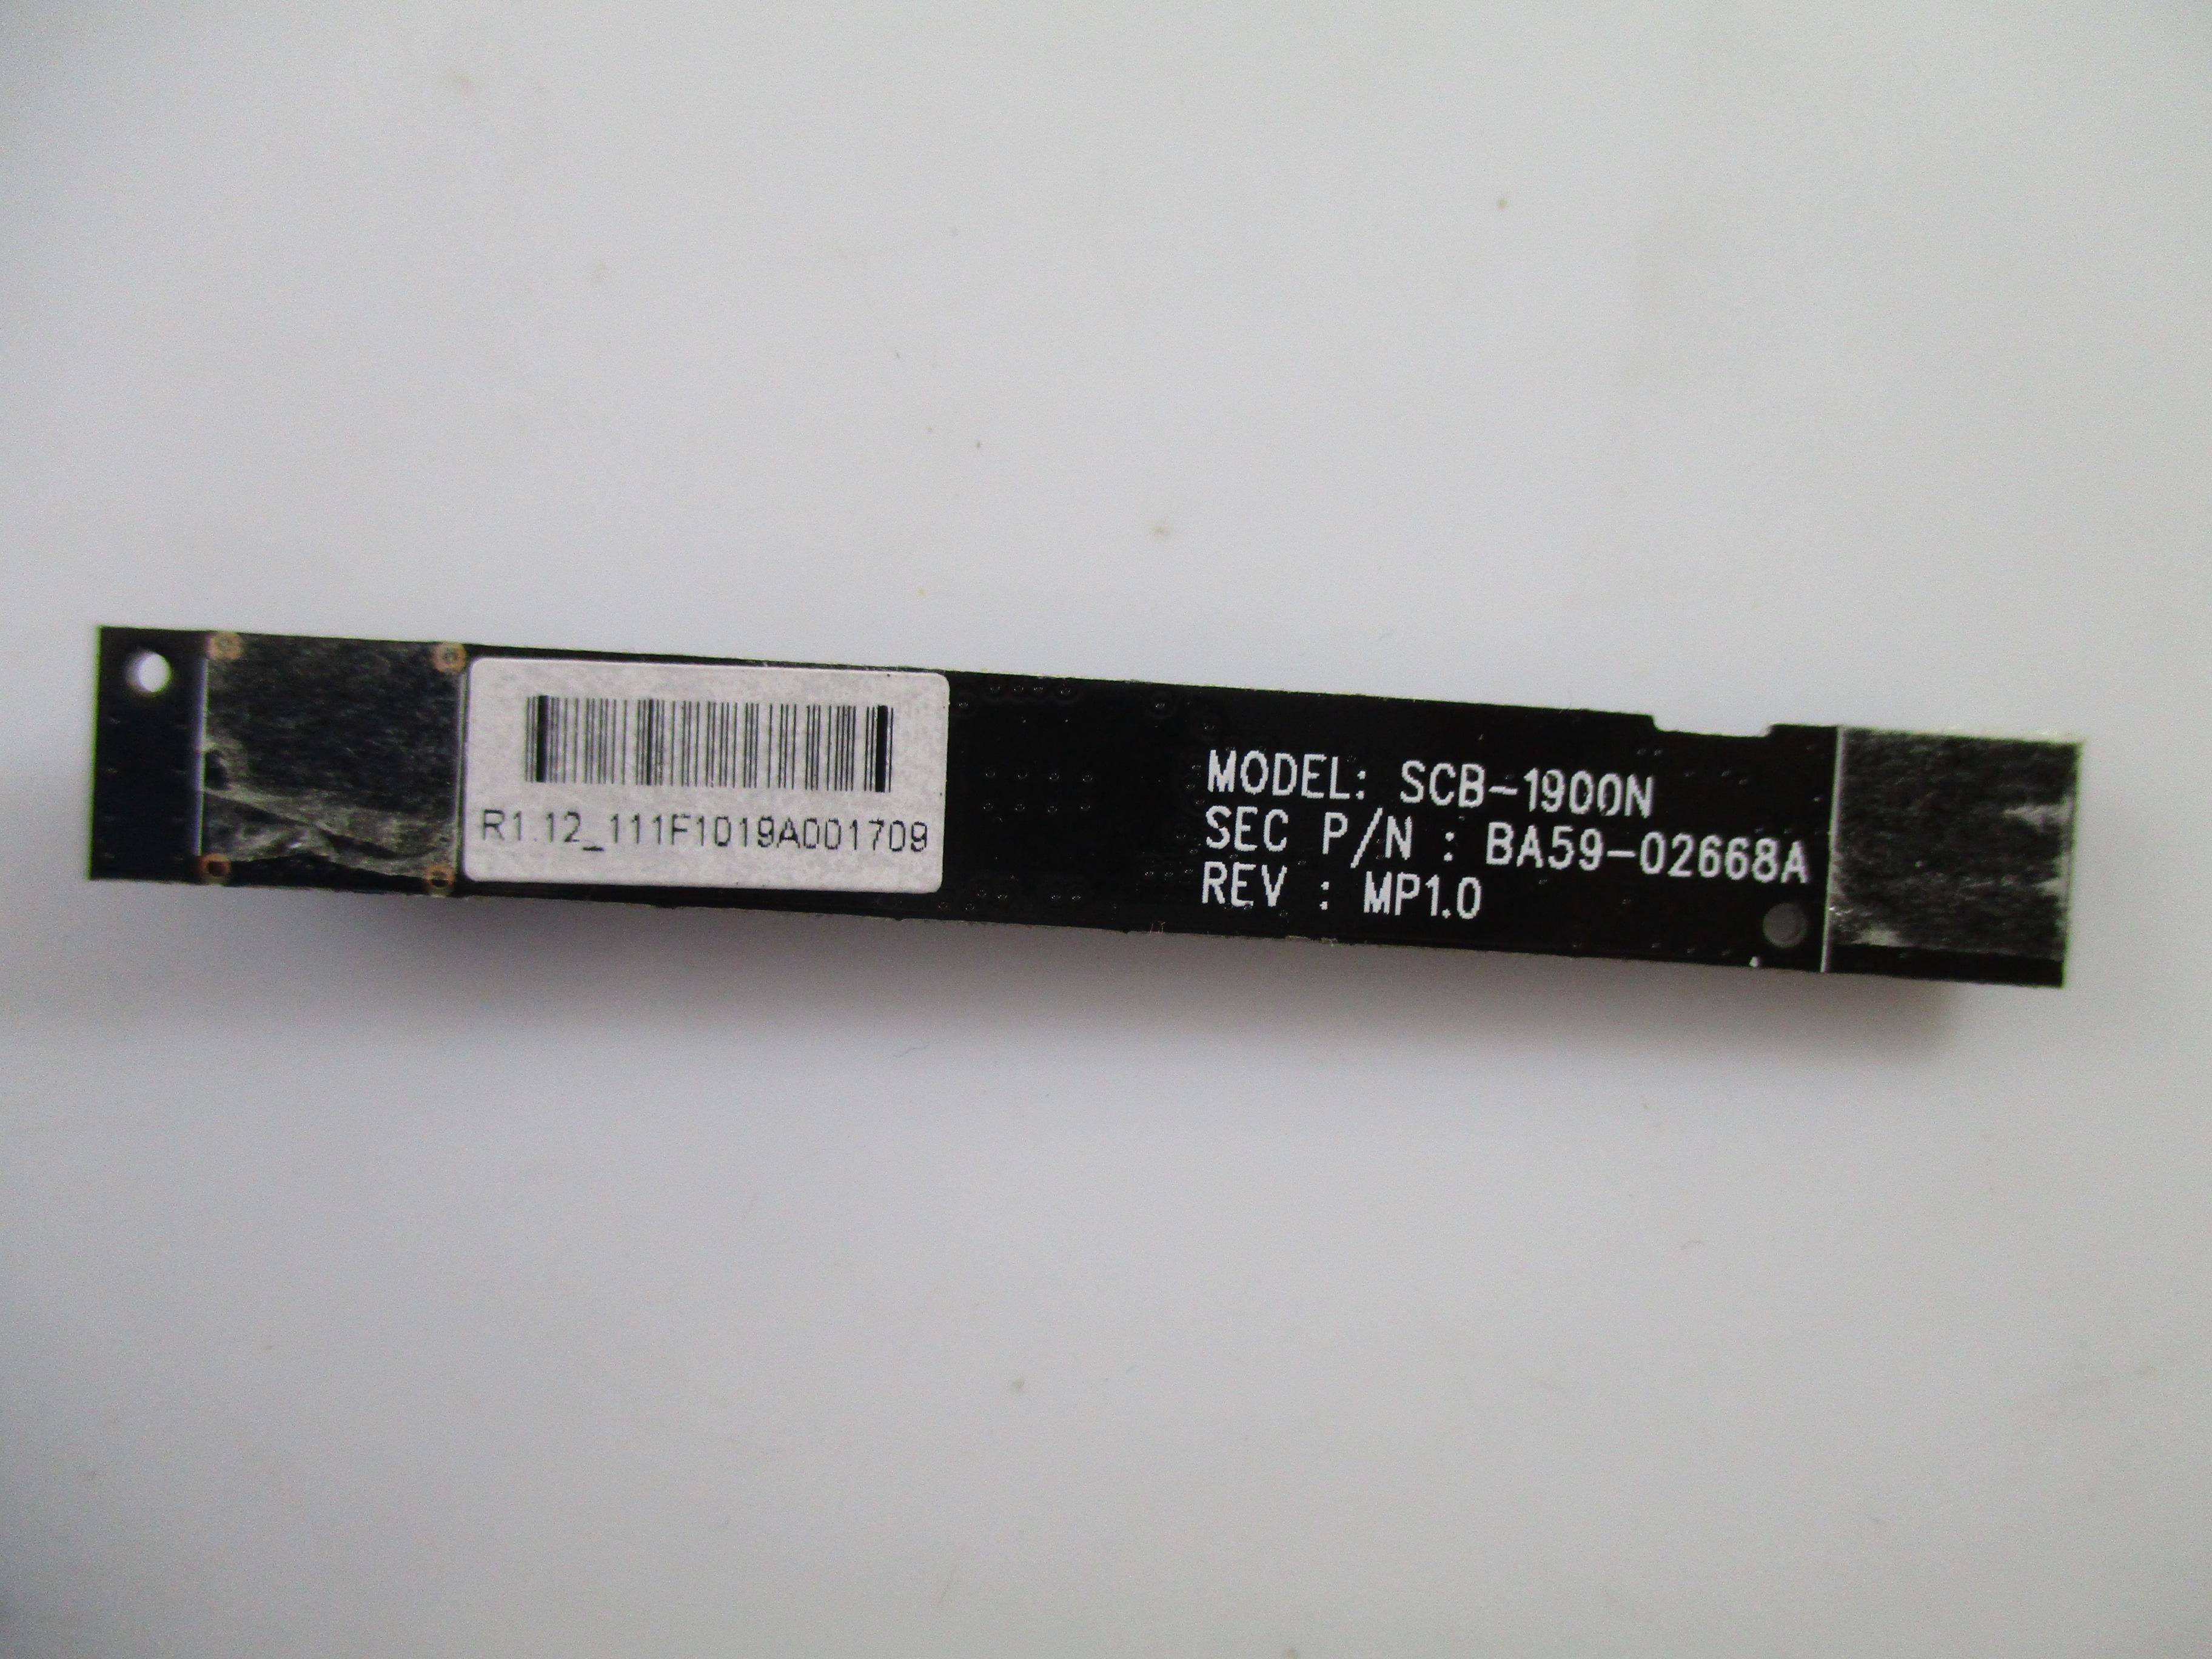 R1.12_111F1019A001709
MODEL: SCB-1900N
SEC P/N : BA59-02668A
REV : MP1.0